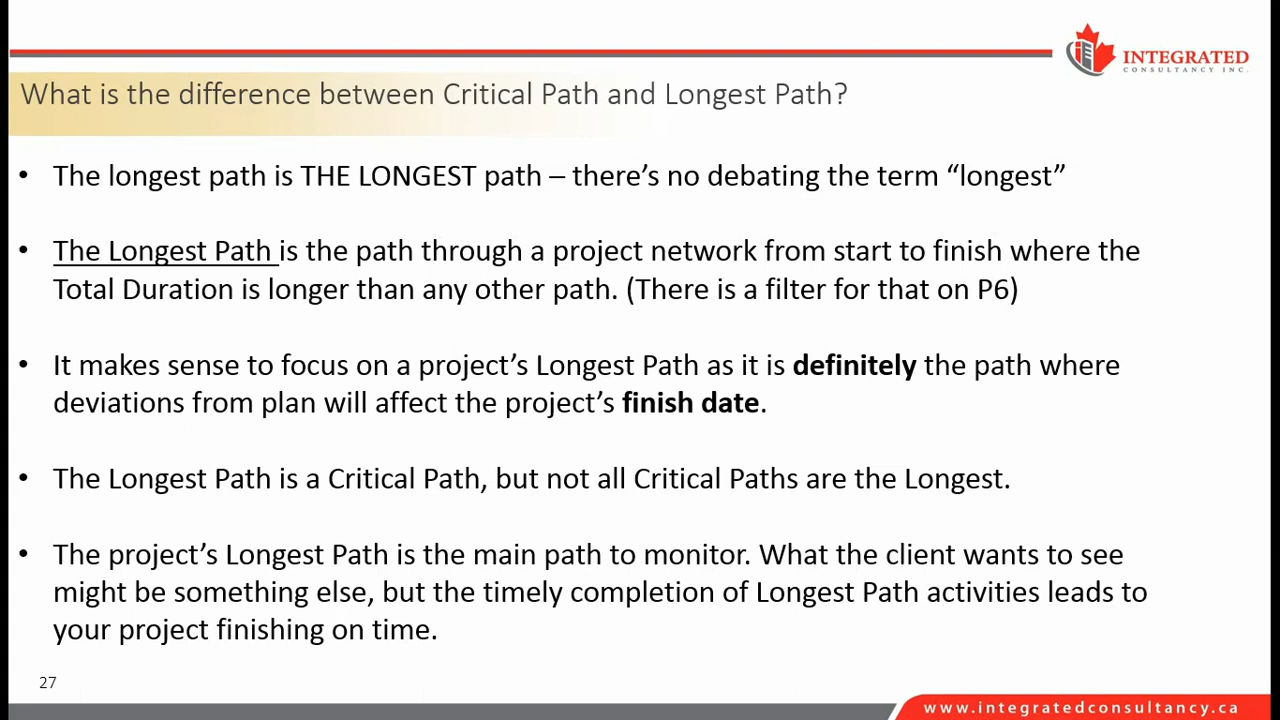 INTEGRATED
CONSULTANCY INC.
What is the difference between Critical Path and Longest Path?
• The longest path is THE LONGEST path – there’s no debating the term “longest”
• The Longest Path is the path through a project network from start to finish where the
Total Duration is longer than any other path. (There is a filter for that on P6)
• It makes sense to focus on a project’s Longest Path as it is definitely the path where
deviations from plan will affect the project’s finish date.
• The Longest Path is a Critical Path, but not all Critical Paths are the Longest.
• The project’s Longest Path is the main path to monitor. What the client wants to see
might be something else, but the timely completion of Longest Path activities leads to
your project finishing on time.
27
www.integratedconsultancy.ca